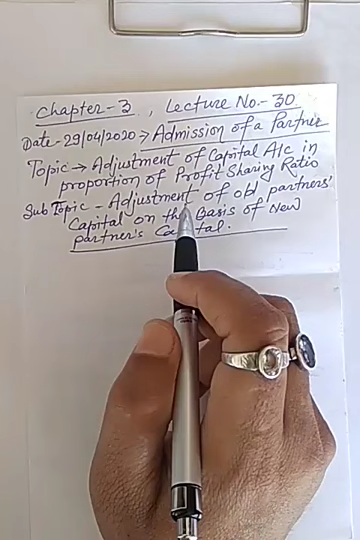 Chapter-3, Lecture No.-30
Date-29/04/2020 → Admission of a Partner
Topic → Adjustment of Capital A/c in
proportion of Profit Sharing Ratio
Sub Topic - Adjustment of old partners'
Capital on the Basis of New
partner's Capital.